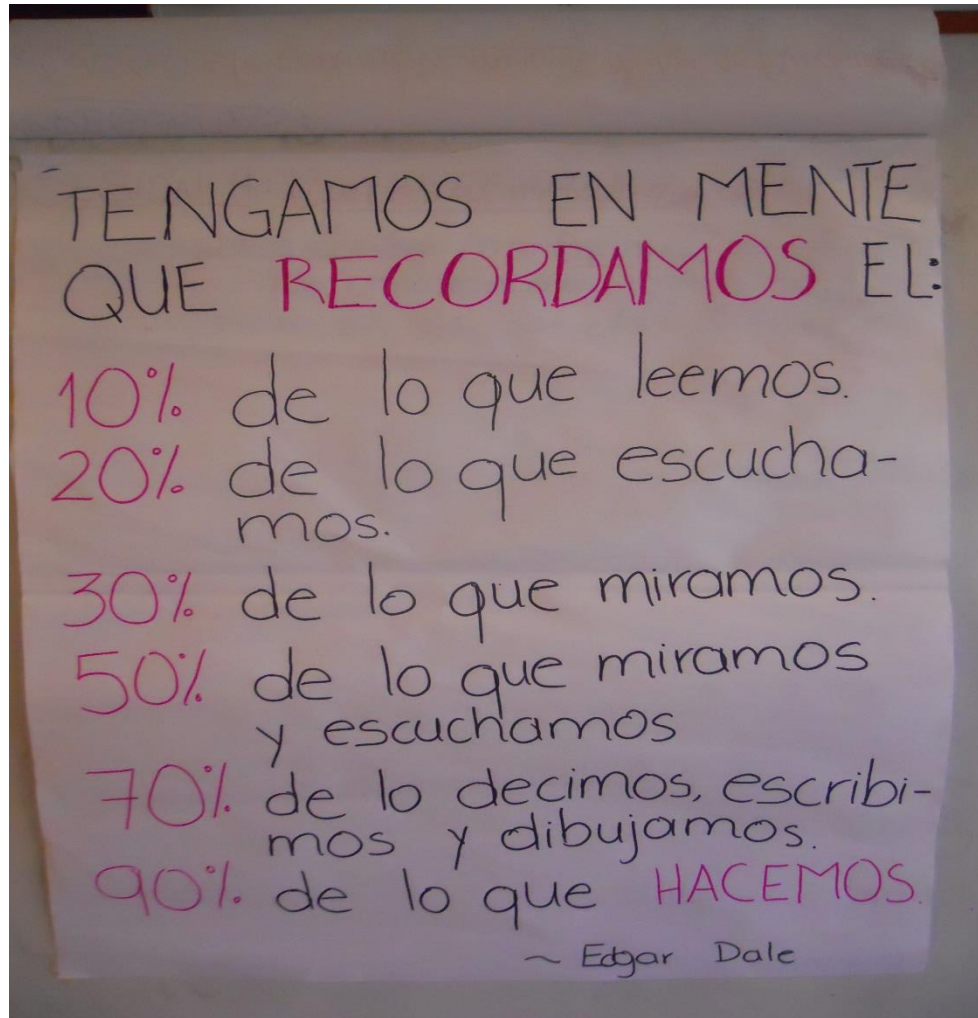 TENGAMOS EN MENTE
QUE RECORDAMOS EL:
10% de lo que leemos.
20% de lo que escucha-
mos.
30% de lo que miramos.
50% de lo que miramos
y escuchamos
70% de lo decimos, escribi-
mos y dibujamos.
90% de lo que HACEMOS.
~ Edgar Dale